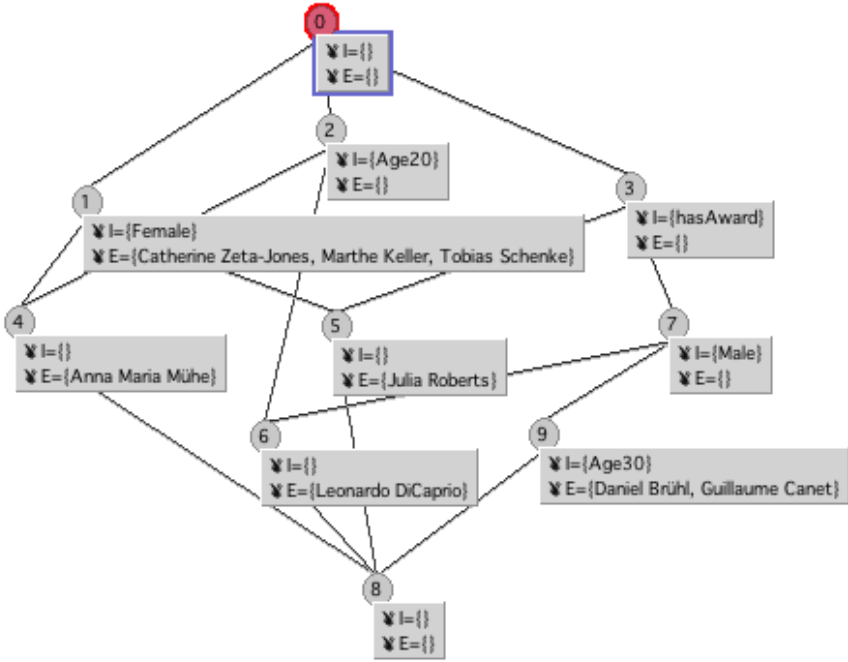 0
I={}
E={}
2
I={Age20}
E={}
1
I={Female}
E={Catherine Zeta-Jones, Marthe Keller, Tobias Schenke}
3
I={hasAward}
E={}
4
I={}
E={Anna Maria Mühe}
5
I={}
E={Julia Roberts}
7
I={Male}
E={}
6
I={}
E={Leonardo DiCaprio}
9
I={Age30}
E={Daniel Brühl, Guillaume Canet}
8
I={}
E={}